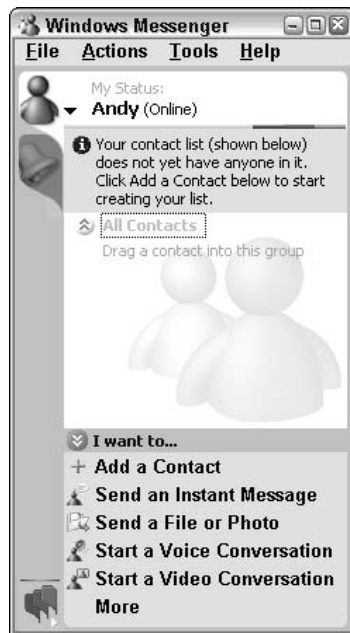 Windows Messenger
File Actions Tools Help
My Status:
Andy (Online)
Your contact list (shown below)
does not yet have anyone in it.
Click Add a Contact below to start
creating your list.
All Contacts
Drag a contact into this group
I want to...
Add a Contact
Send an Instant Message
Send a File or Photo
Start a Voice Conversation
Start a Video Conversation
More